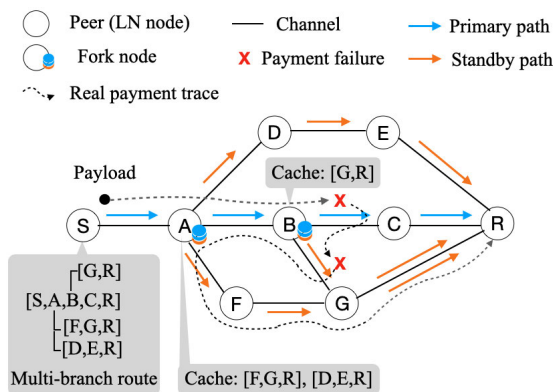 Peer (LN node)
Channel
Primary path
Fork node
X Payment failure
Standby path
Real payment trace
D
E
Payload
Cache: [G,R]
X
S
A
B
C
R
X
[G,R]
[S,A,B,C,R]
F
G
[F,G,R]
[D,E,R]
Multi-branch route
Cache: [F,G,R], [D,E,R]